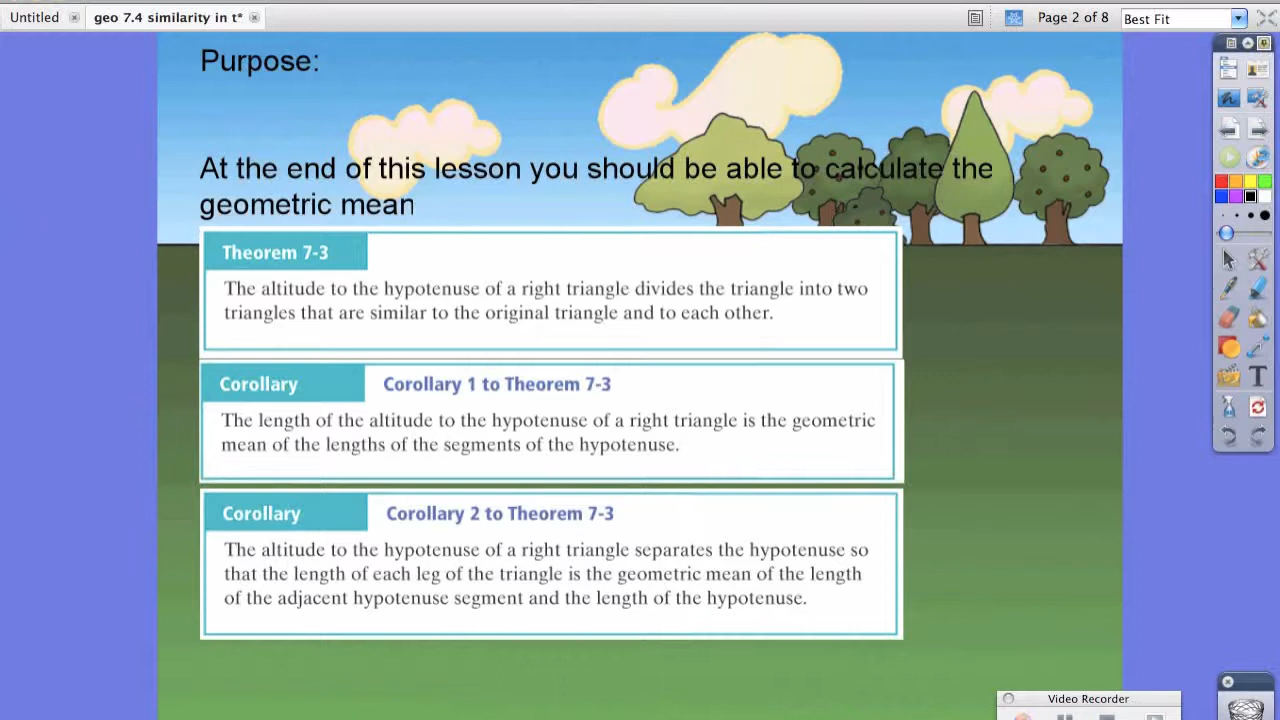 Untitled
geo 7.4 similarity in t*
Page 2 of 8
Best Fit
Purpose:
At the end of this lesson you should be able to calculate the
geometric mean
Theorem 7-3
The altitude to the hypotenuse of a right triangle divides the triangle into two
triangles that are similar to the original triangle and to each other.
Corollary
Corollary 1 to Theorem 7-3
The length of the altitude to the hypotenuse of a right triangle is the geometric
mean of the lengths of the segments of the hypotenuse.
Corollary
Corollary 2 to Theorem 7-3
The altitude to the hypotenuse of a right triangle separates the hypotenuse so
that the length of each leg of the triangle is the geometric mean of the length
of the adjacent hypotenuse segment and the length of the hypotenuse.
T
Video Recorder